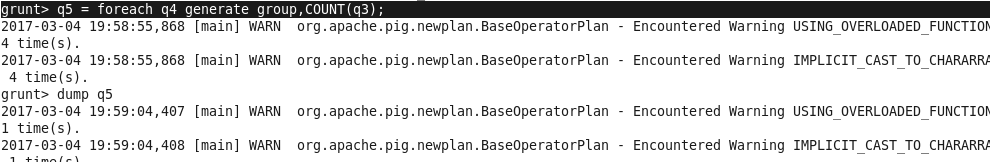 grunt> q5 = foreach q4 generate group,COUNT(q3);
2017-03-04 19:58:55,868 [main] WARN  org.apache.pig.newplan.BaseOperatorPlan - Encountered Warning USING_OVERLOADED_FUNCTION
4 time(s).
2017-03-04 19:58:55,868 [main] WARN  org.apache.pig.newplan.BaseOperatorPlan - Encountered Warning IMPLICIT_CAST_TO_CHARARRA
 4 time(s).
grunt> dump q5
2017-03-04 19:59:04,407 [main] WARN  org.apache.pig.newplan.BaseOperatorPlan - Encountered Warning USING_OVERLOADED_FUNCTION
1 time(s).
2017-03-04 19:59:04,408 [main] WARN  org.apache.pig.newplan.BaseOperatorPlan - Encountered Warning IMPLICIT_CAST_TO_CHARARRA
 1 time(s).